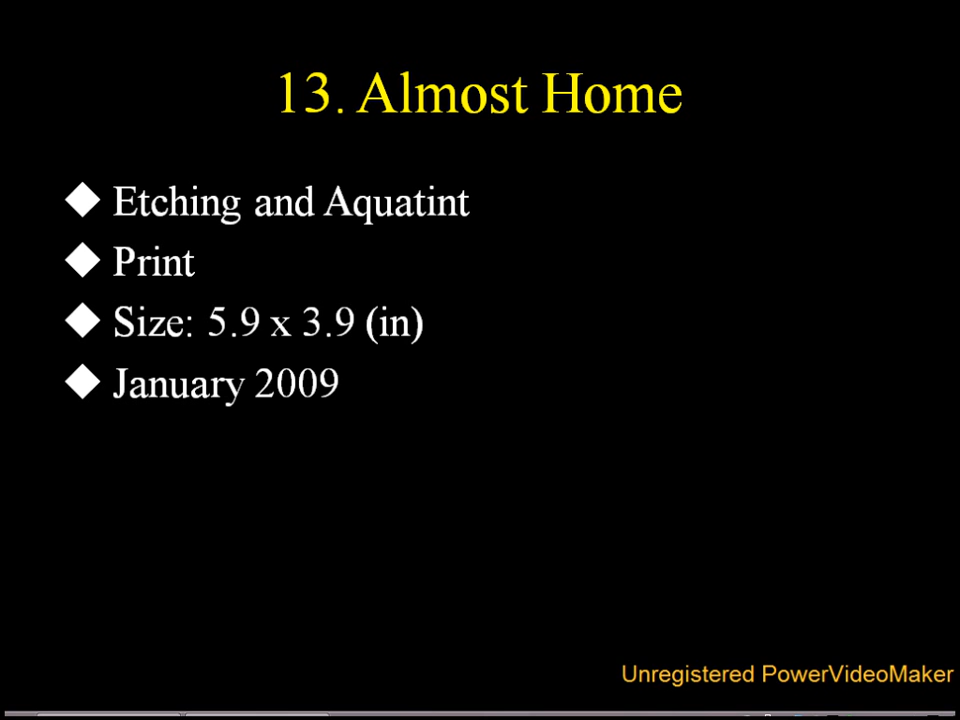 13. Almost Home
◆ Etching and Aquatint
◆ Print
◆ Size: 5.9 x 3.9 (in)
◆ January 2009
Unregistered PowerVideoMaker